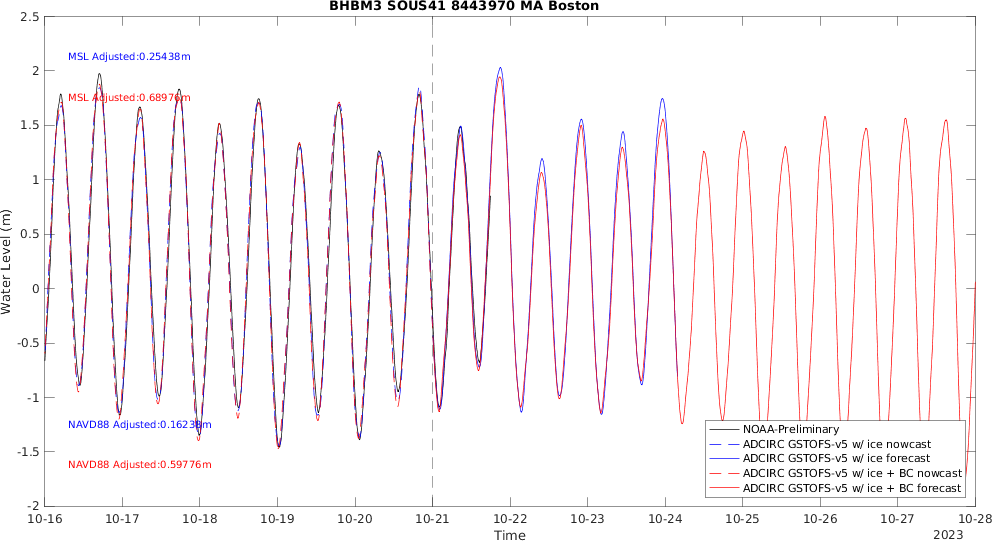 BHBM3 SOUS41 8443970 MA Boston
2.5
2
1.5
1
0.5
0
-0.5
-1
-1.5
-2
Water Level (m)
MSL Adjusted:0.25438m
MSL Adjusted:0.68976m
NAVD88 Adjusted:0.16238m
NAVD88 Adjusted:0.59776m
NOAA-Preliminary
ADCIRC GSTOFS-v5 w/ ice nowcast
ADCIRC GSTOFS-v5 w/ ice forecast
ADCIRC GSTOFS-v5 w/ ice + BC nowcast
ADCIRC GSTOFS-v5 w/ ice + BC forecast
10-16 10-17 10-18 10-19 10-20 10-21 10-22 10-23 10-24 10-25 10-26 10-27 10-28
Time
2023